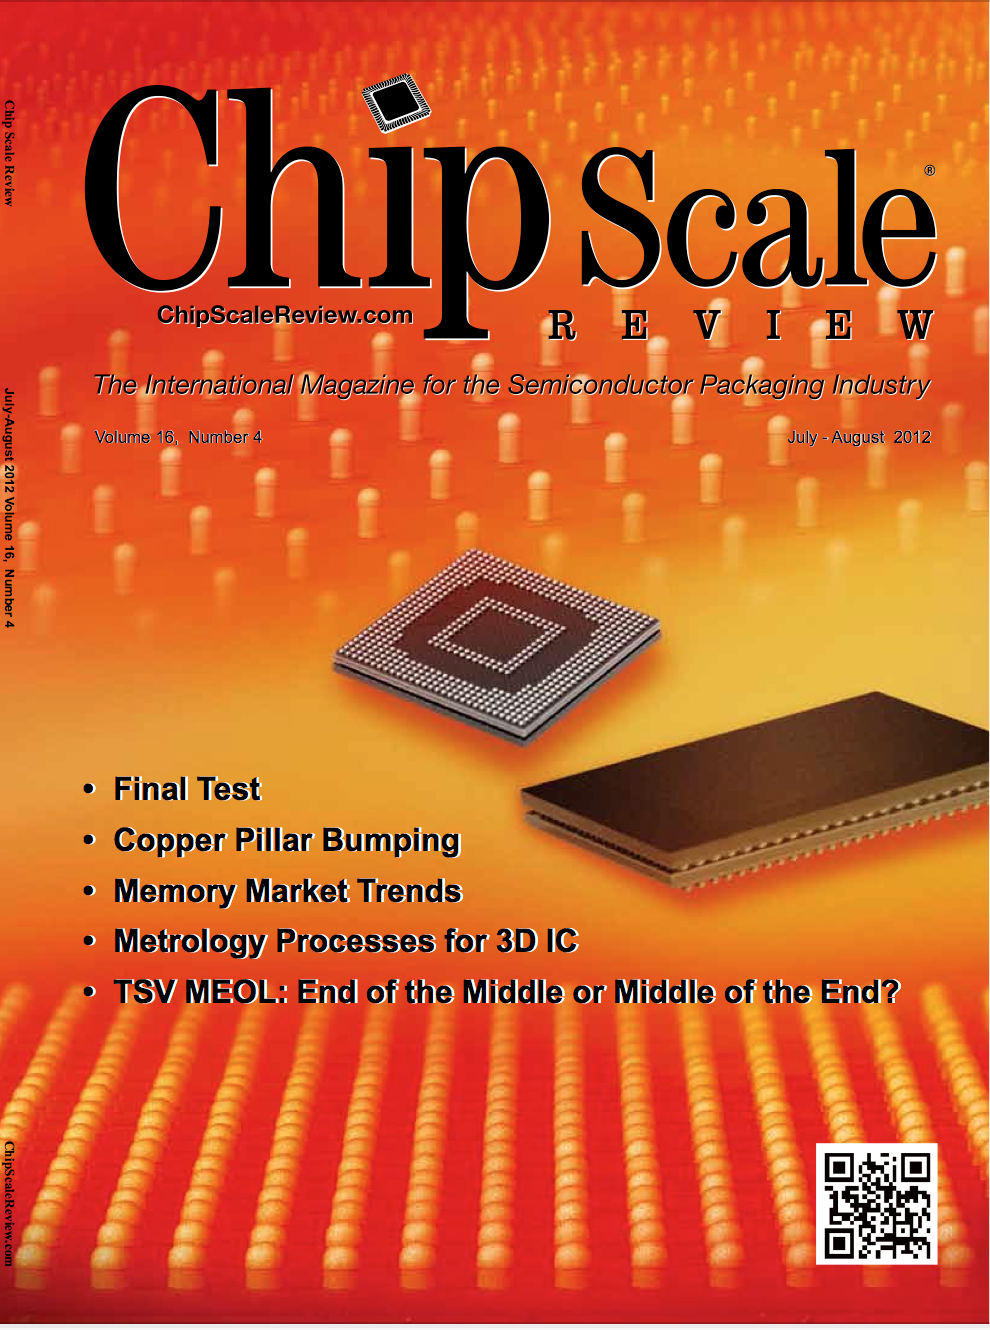 Chip Scale®
REVIEW
ChipScaleReview.com
The International Magazine for the Semiconductor Packaging Industry
Volume 16, Number 4
July - August 2012
• Final Test
• Copper Pillar Bumping
• Memory Market Trends
• Metrology Processes for 3D IC
• TSV MEOL: End of the Middle or Middle of the End?
Chip Scale Review
July-August 2012 Volume 16, Number 4
ChipScaleReview.com